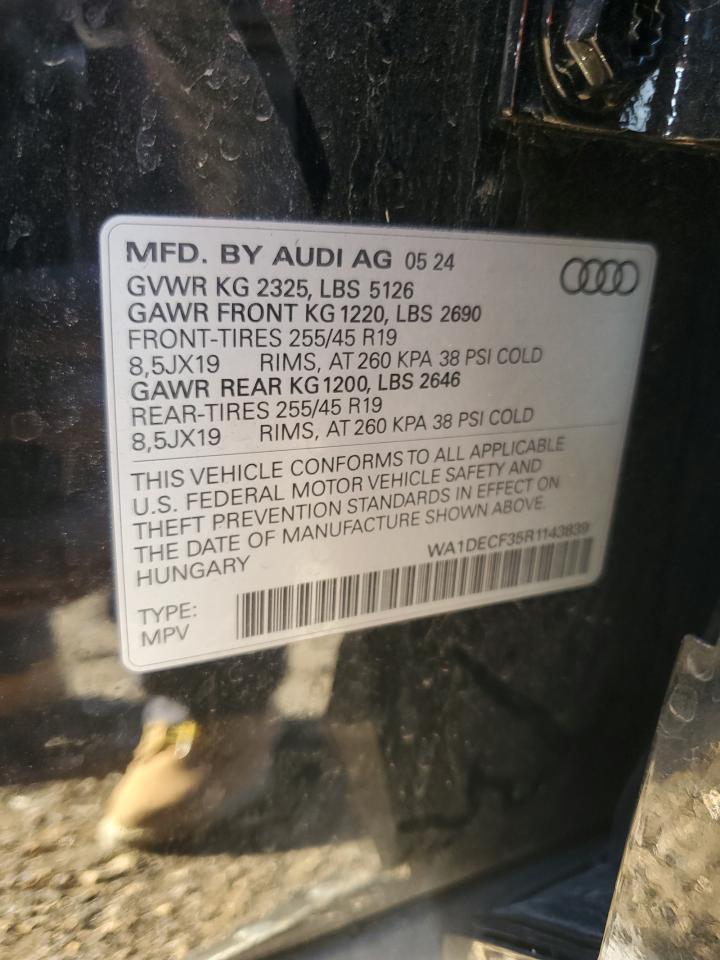 MFD. BY AUDI AG 05 24
GVWR KG 2325, LBS 5126
GAWR FRONT KG 1220, LBS 2690
FRONT-TIRES 255/45 R19
8,5JX19 RIMS, AT 260 KPA 38 PSI COLD
GAWR REAR KG 1200, LBS 2646
REAR-TIRES 255/45 R19
8,5JX19 RIMS, AT 260 KPA 38 PSI COLD
THIS VEHICLE CONFORMS TO ALL APPLICABLE
U.S. FEDERAL MOTOR VEHICLE SAFETY AND
THEFT PREVENTION STANDARDS IN EFFECT ON
THE DATE OF MANUFACTURE SHOWN ABOVE.
HUNGARY
WA1DECF35R1143839
TYPE:
MPV